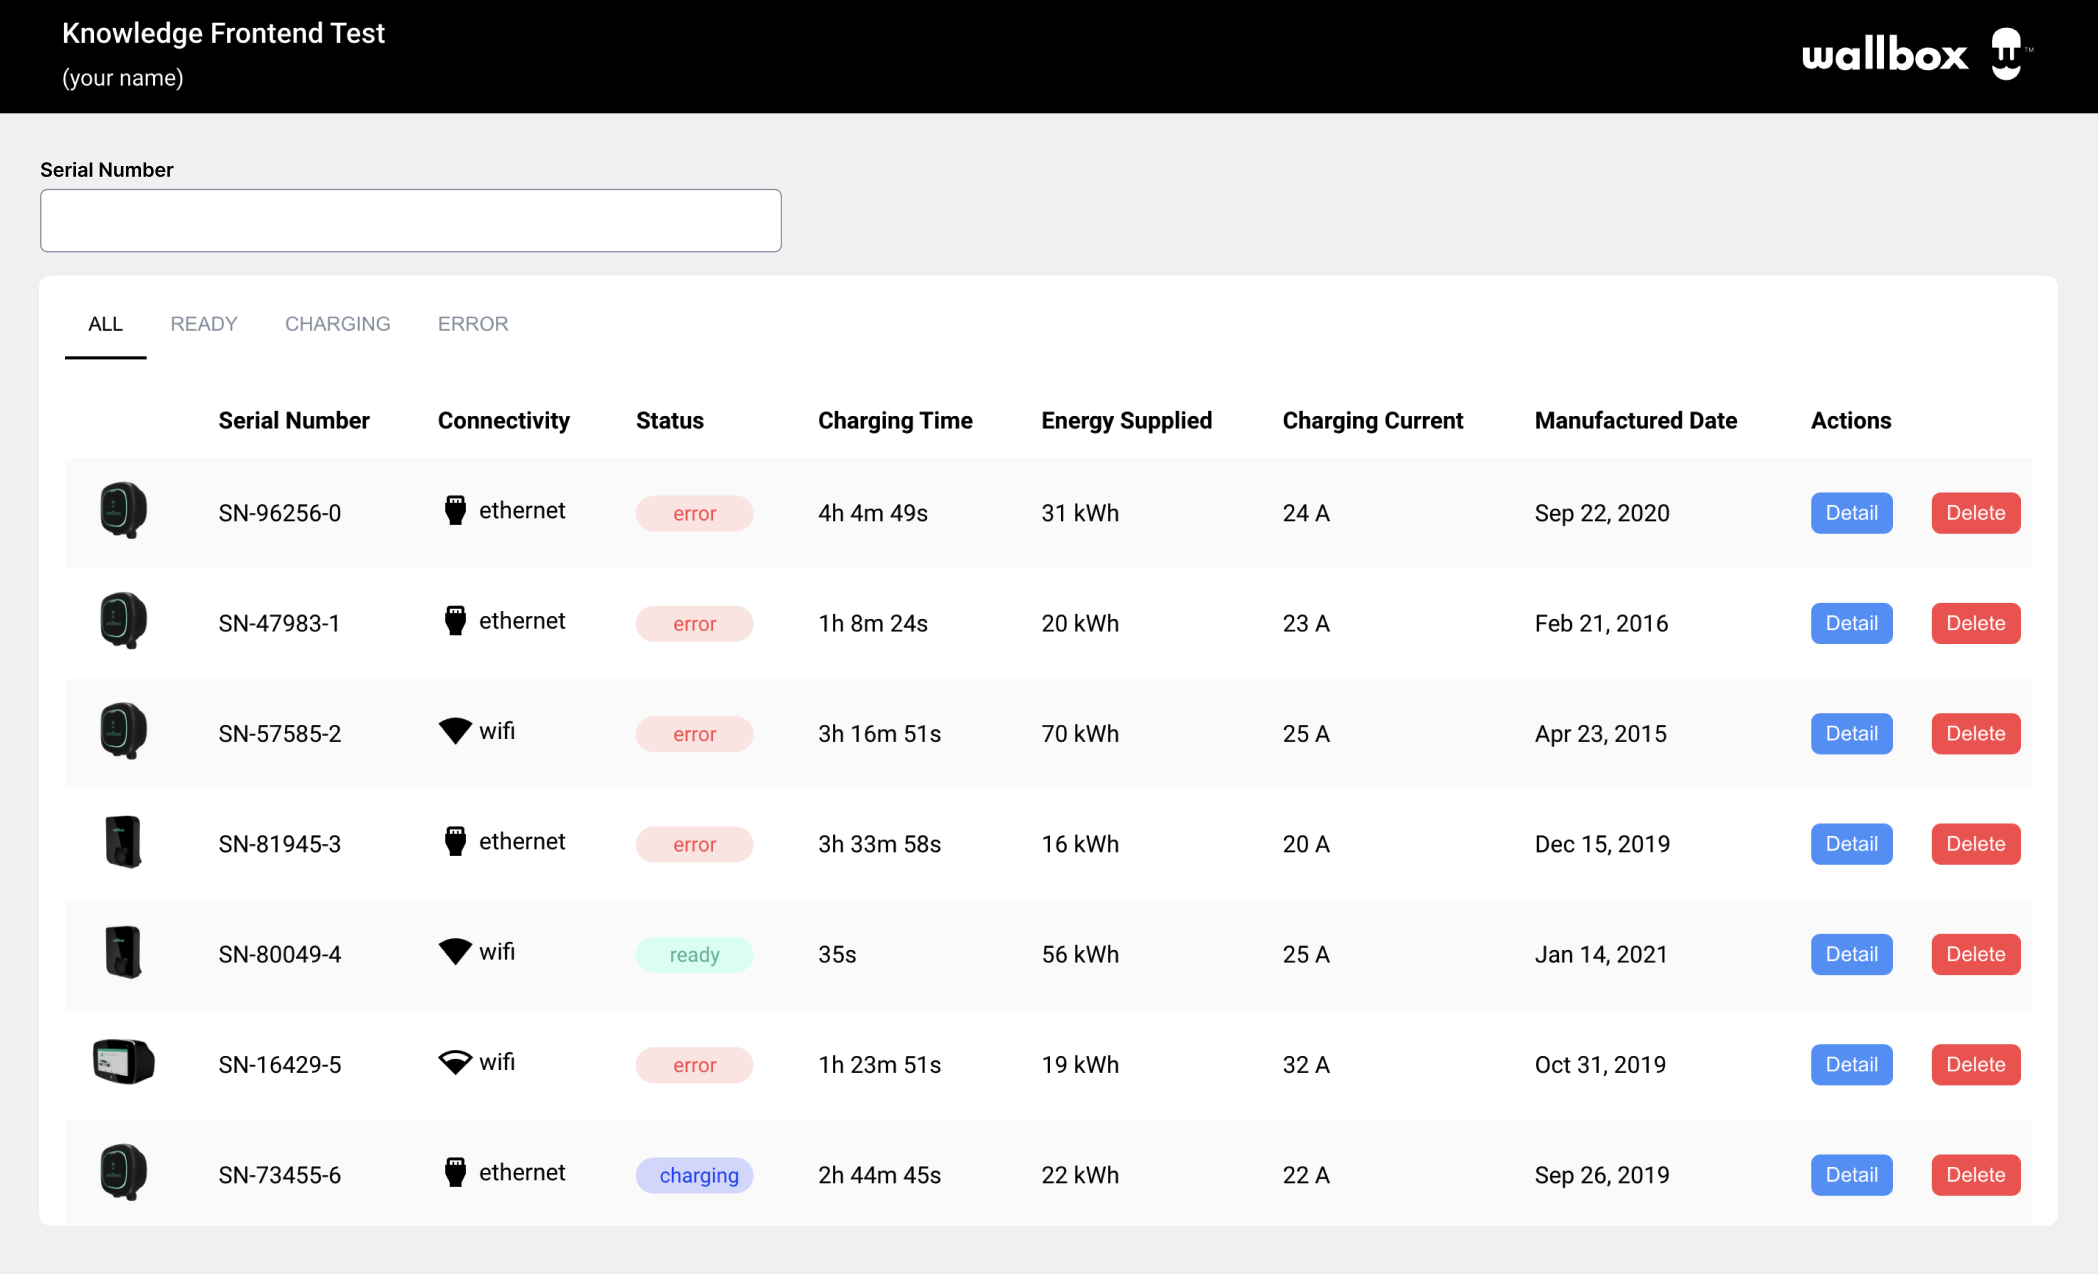 Knowledge Frontend Test
(your name)
wallbox ™
Serial Number
ALL READY CHARGING ERROR
Serial Number Connectivity Status Charging Time Energy Supplied Charging Current Manufactured Date Actions
SN-96256-0 ethernet error 4h 4m 49s 31 kWh 24 A Sep 22, 2020 Detail Delete
SN-47983-1 ethernet error 1h 8m 24s 20 kWh 23 A Feb 21, 2016 Detail Delete
SN-57585-2 wifi error 3h 16m 51s 70 kWh 25 A Apr 23, 2015 Detail Delete
SN-81945-3 ethernet error 3h 33m 58s 16 kWh 20 A Dec 15, 2019 Detail Delete
SN-80049-4 wifi ready 35s 56 kWh 25 A Jan 14, 2021 Detail Delete
SN-16429-5 wifi error 1h 23m 51s 19 kWh 32 A Oct 31, 2019 Detail Delete
SN-73455-6 ethernet charging 2h 44m 45s 22 kWh 22 A Sep 26, 2019 Detail Delete